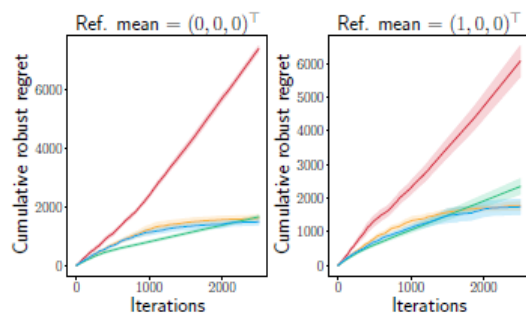 Ref. mean = (0, 0, 0)⊤
Cumulative robust regret
6000
4000
2000
0
0
1000
2000
Iterations
Ref. mean = (1, 0, 0)⊤
Cumulative robust regret
6000
5000
4000
3000
2000
1000
0
0
1000
2000
Iterations